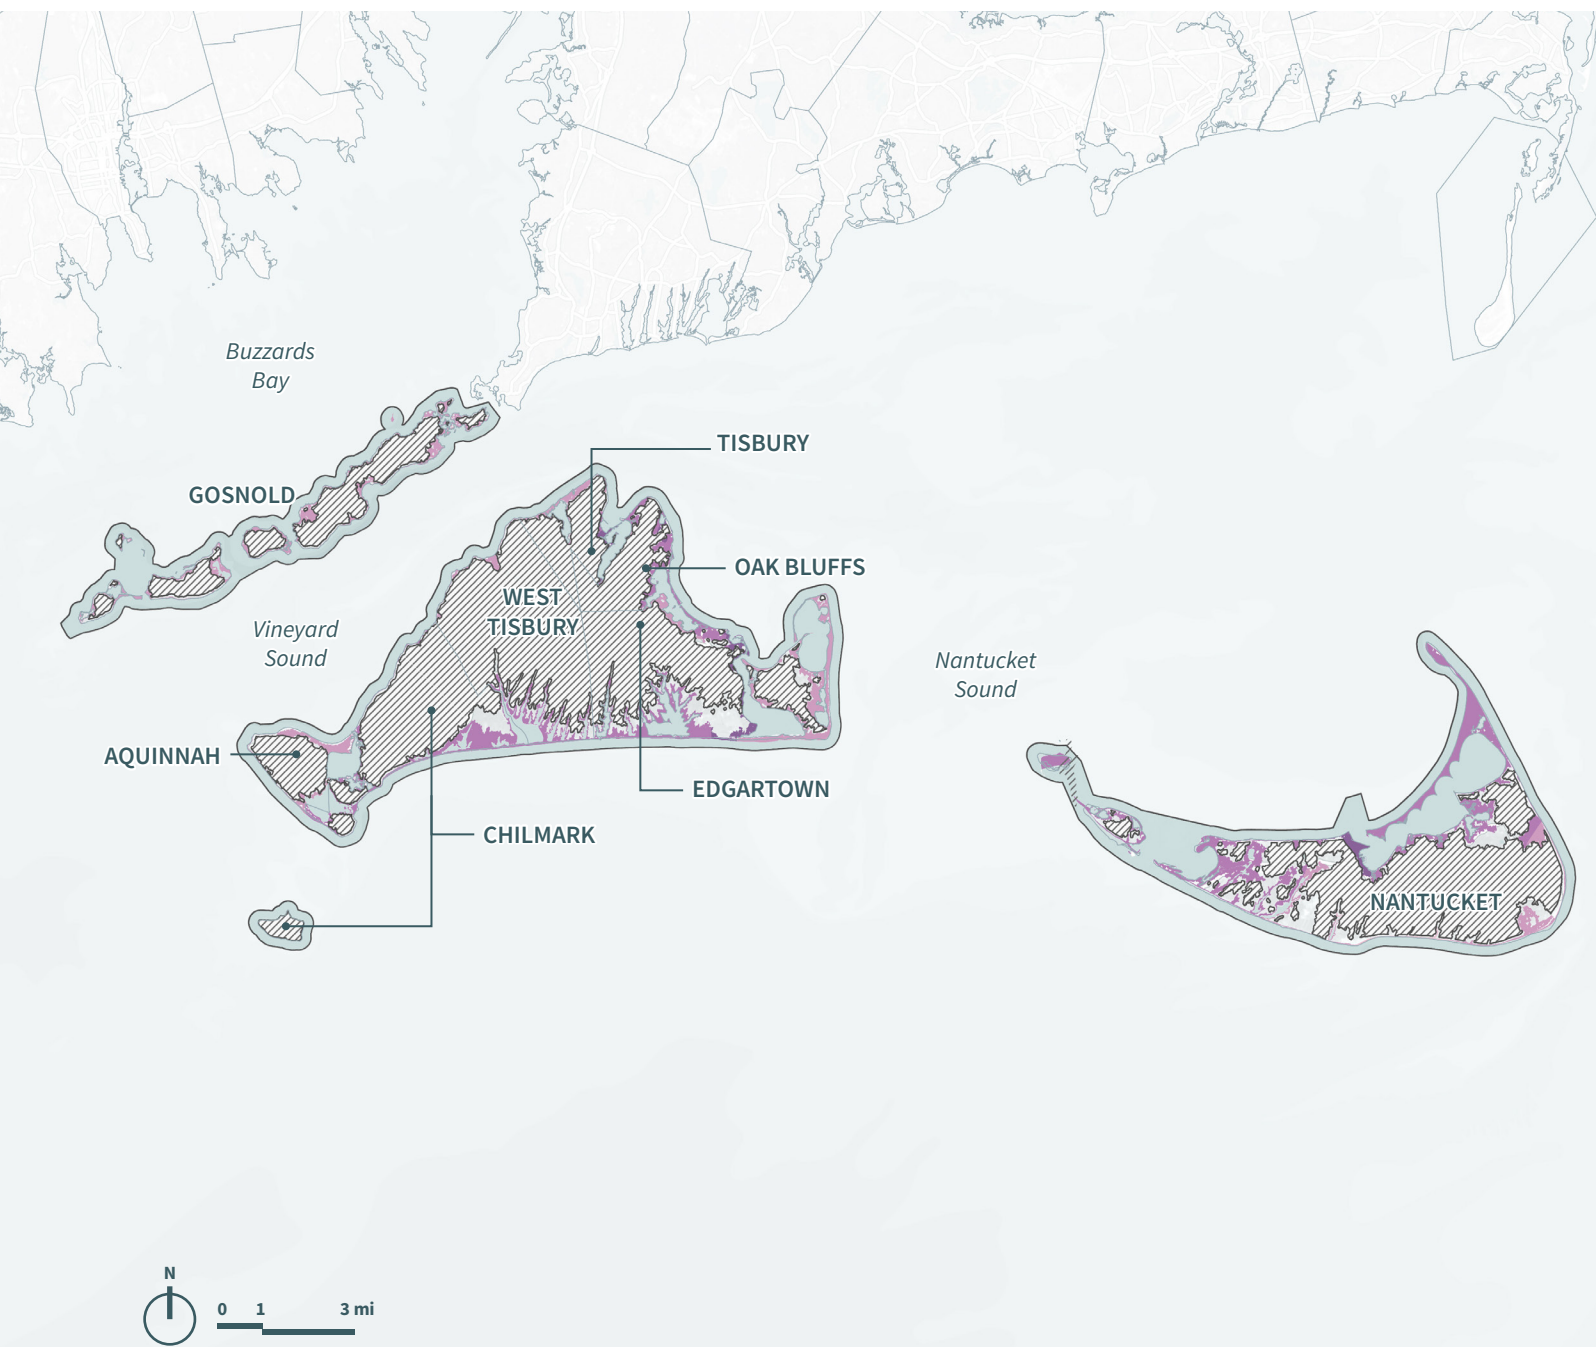 Buzzards
Bay
TISBURY
GOSNOLD
OAK BLUFFS
WEST
TISBURY
Vineyard
Sound
Nantucket
Sound
AQUINNAH
EDGARTOWN
CHILMARK
NANTUCKET
N
0 1 3 mi